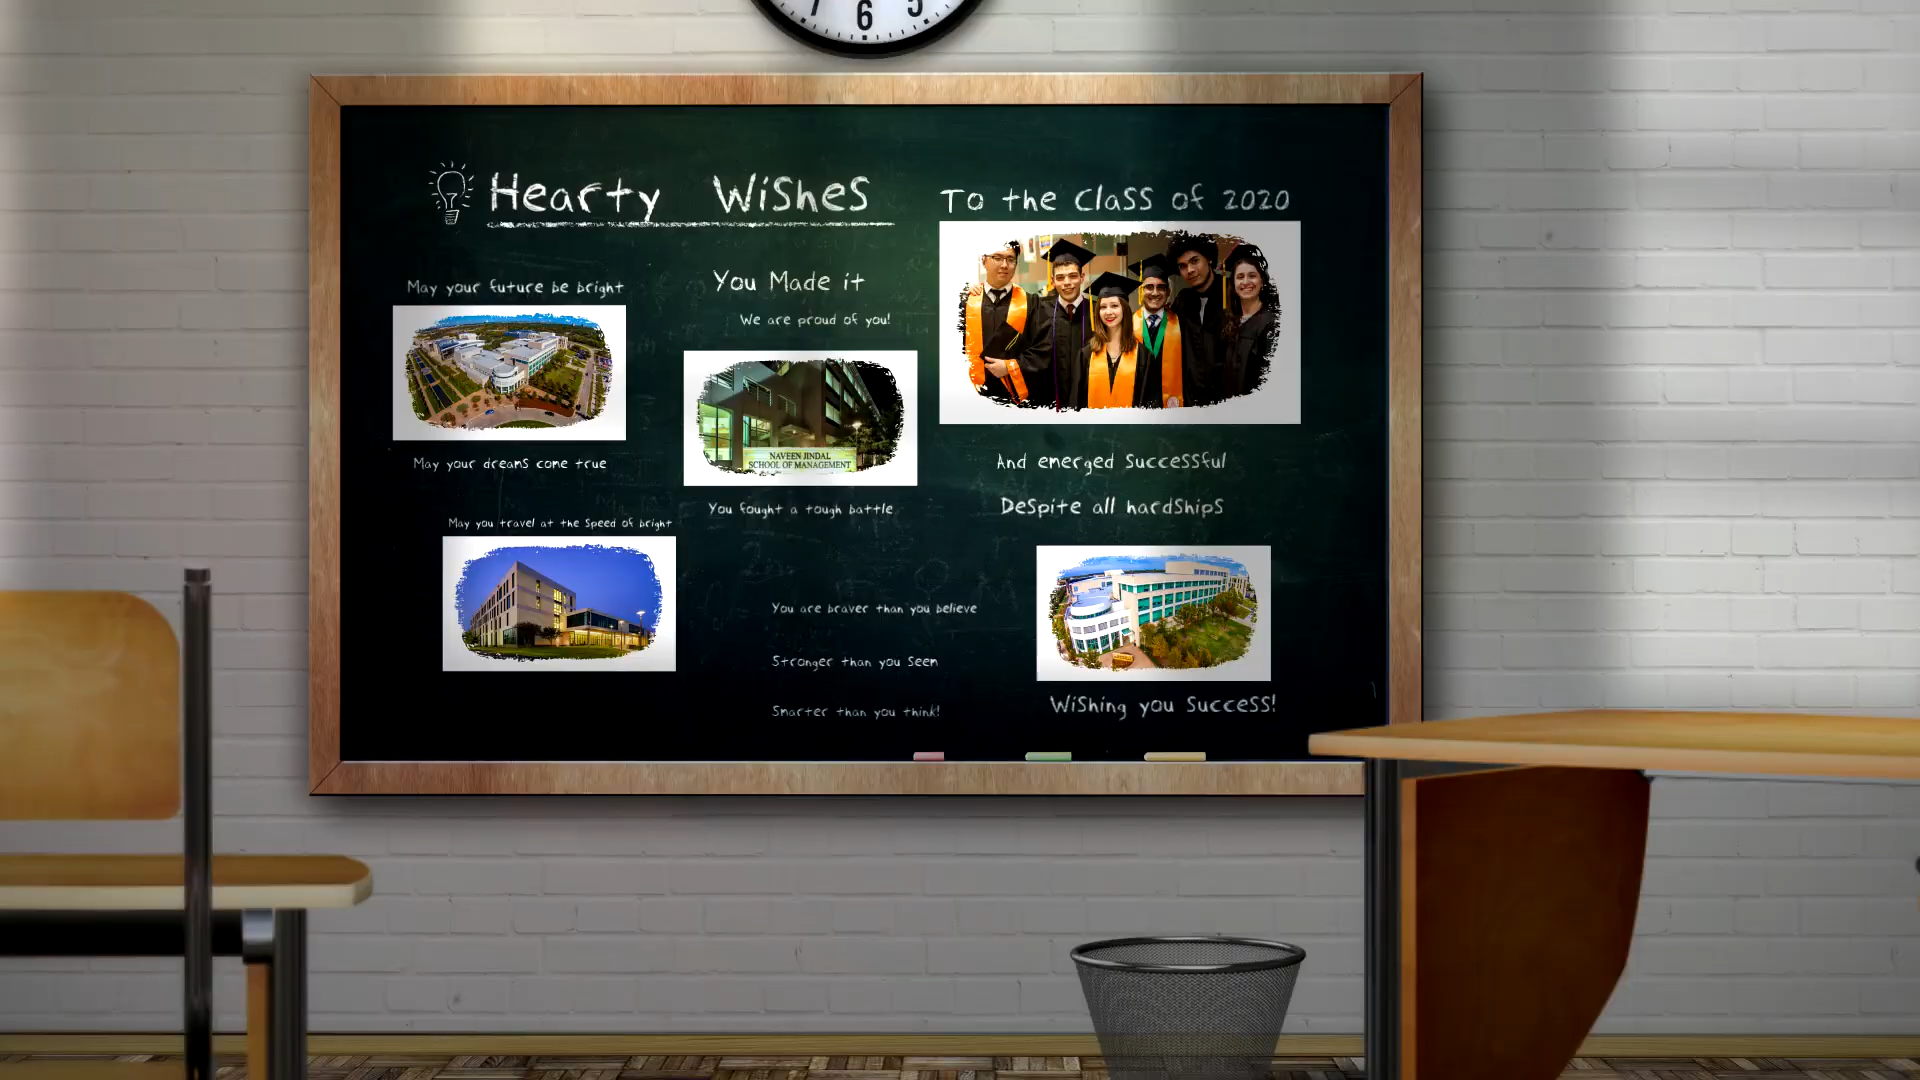 7 6 5
Hearty Wishes
To the class of 2020
May your future be bright
You Made it
We are proud of you!
NAVEEN JINDAL
SCHOOL OF MANAGEMENT
May your dreams come true
And emerged successful
You fought a tough battle
Despite all hardships
May you travel at the speed of bright
You are braver than you believe
Stronger than you seen
Smarter than you think!
Wishing you success!